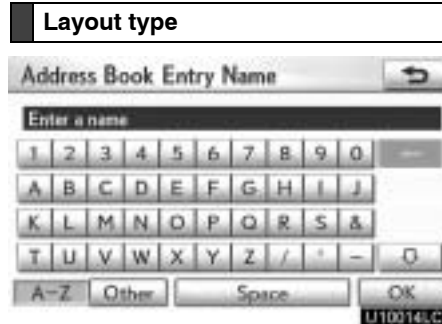 Layout type
Address Book Entry Name
Enter a name
1 2 3 4 5 6 7 8 9 0
A B C D E F G H I J
K L M N O P Q R S &
T U V W X Y Z / ' -
A-Z Other Space OK
U10014LC